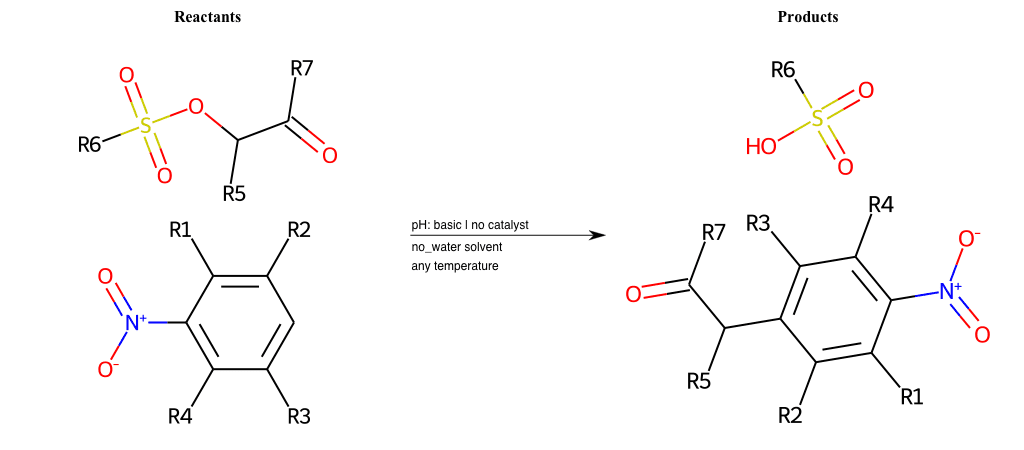 Reactants
Products
R7
O
O
S
R6
O
O
R5
R6
O
S
HO
O
R1
R2
O
N+
O-
R4
R3
pH: basic | no catalyst
no_water solvent
any temperature
R4
R3
R7
O-
O
N+
O
R5
R1
R2